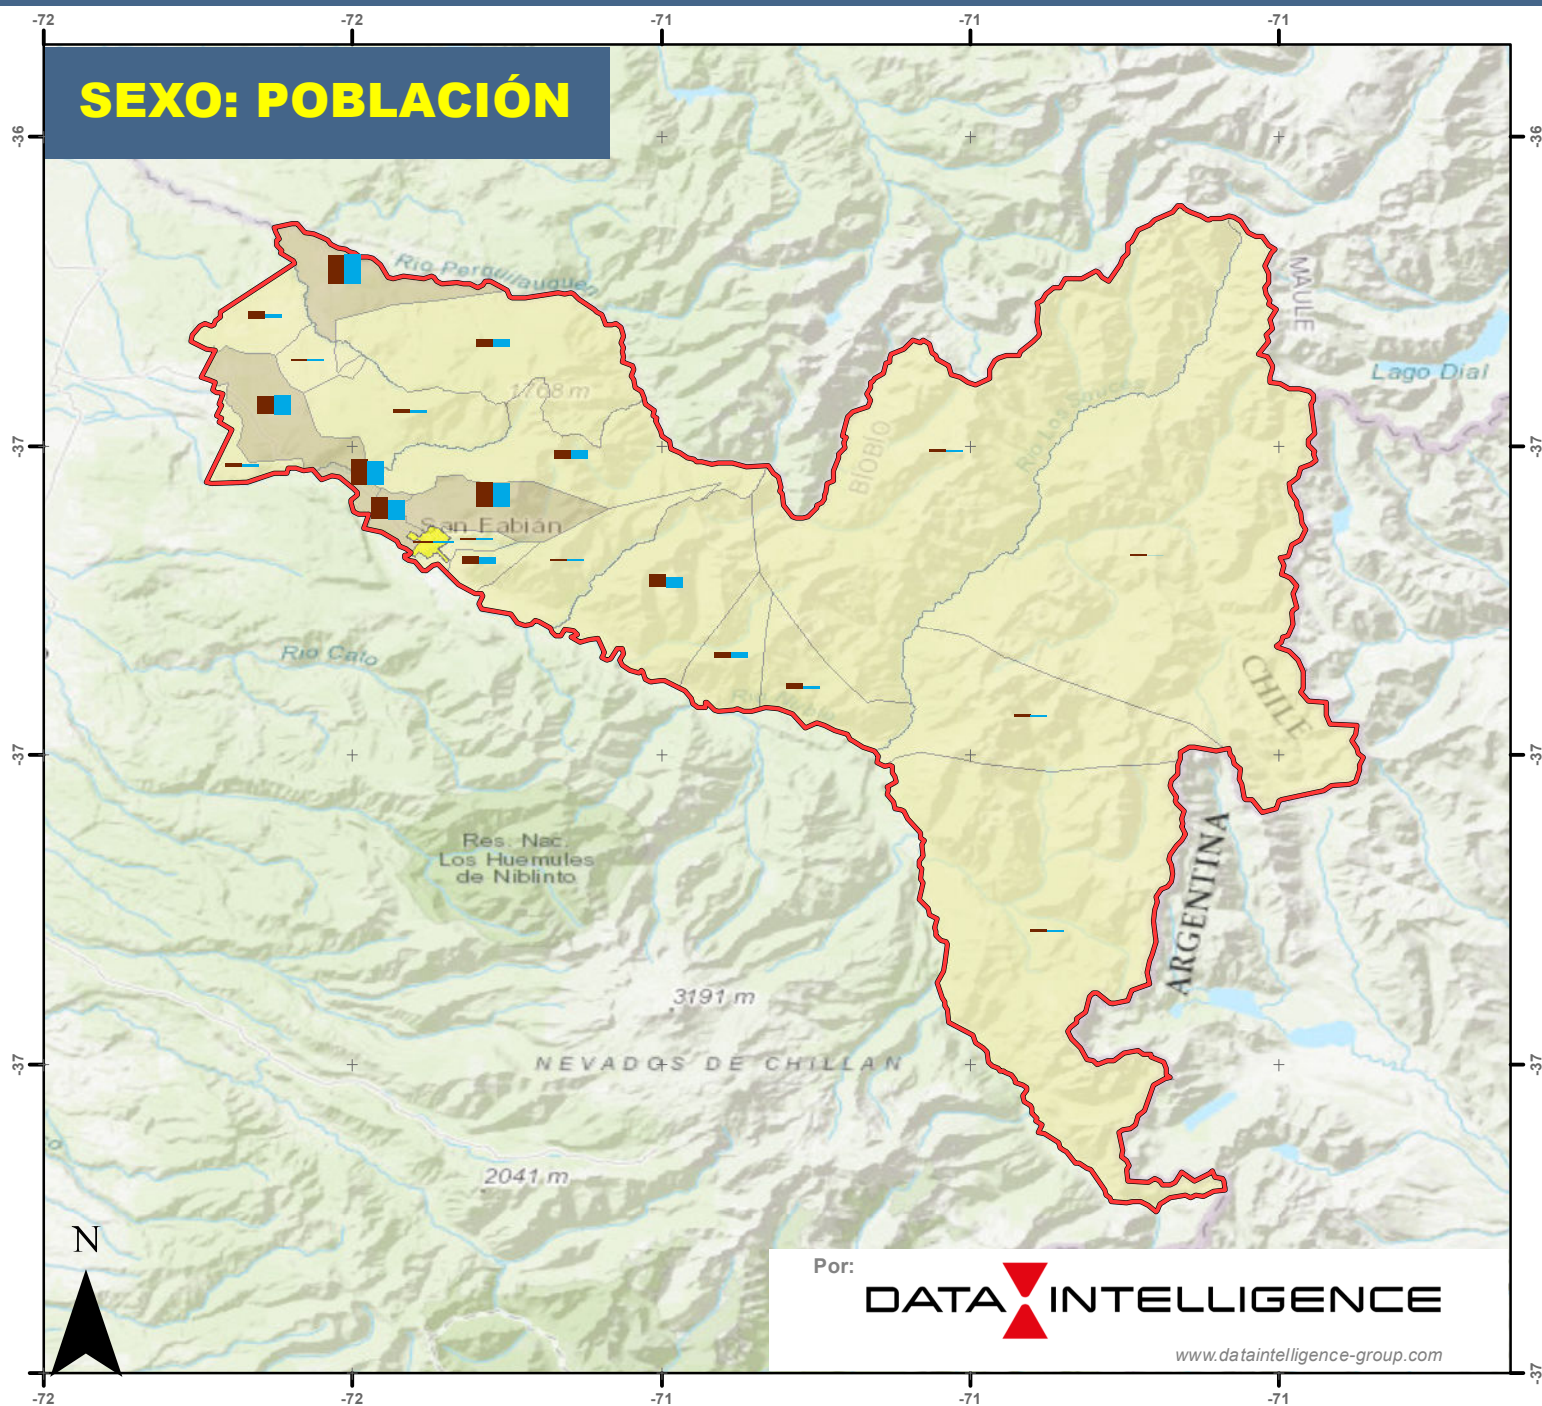 -72 -72 -71 -71 -71
SEXO: POBLACIÓN
-36 -36
Rio Perquilauquen
MAULE
Lago Dial
1768 m
Rio Los Sauces
BIOBIO
-37 -37
San Fabián
Rio Cato
CHILE
-37 -37
Res. Nac.
Los Huemules
de Niblinto
ARGENTINA
3191 m
NEVADOS DE CHILLAN
-37 -37
2041 m
N
Por:
DATA INTELLIGENCE
www.dataintelligence-group.com
-37
-72 -72 -71 -71 -71